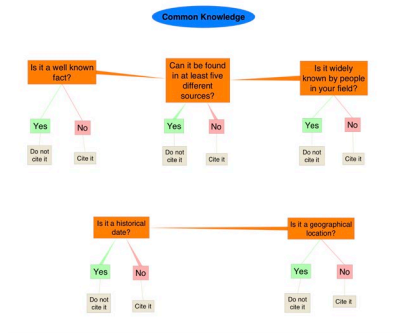 Common Knowledge
Is it a well known
fact?
Can it be found
in at least five
different
sources?
Is it widely
known by people
in your field?
Yes
No
Yes
No
Yes
No
Do not
cite it
Cite it
Do not
cite it
Cite it
Do not
cite it
Cite it
Is it a historical
date?
Is it a geographical
location?
Yes
No
Yes
No
Do not
cite it
Cite it
Do not
cite it
Cite it